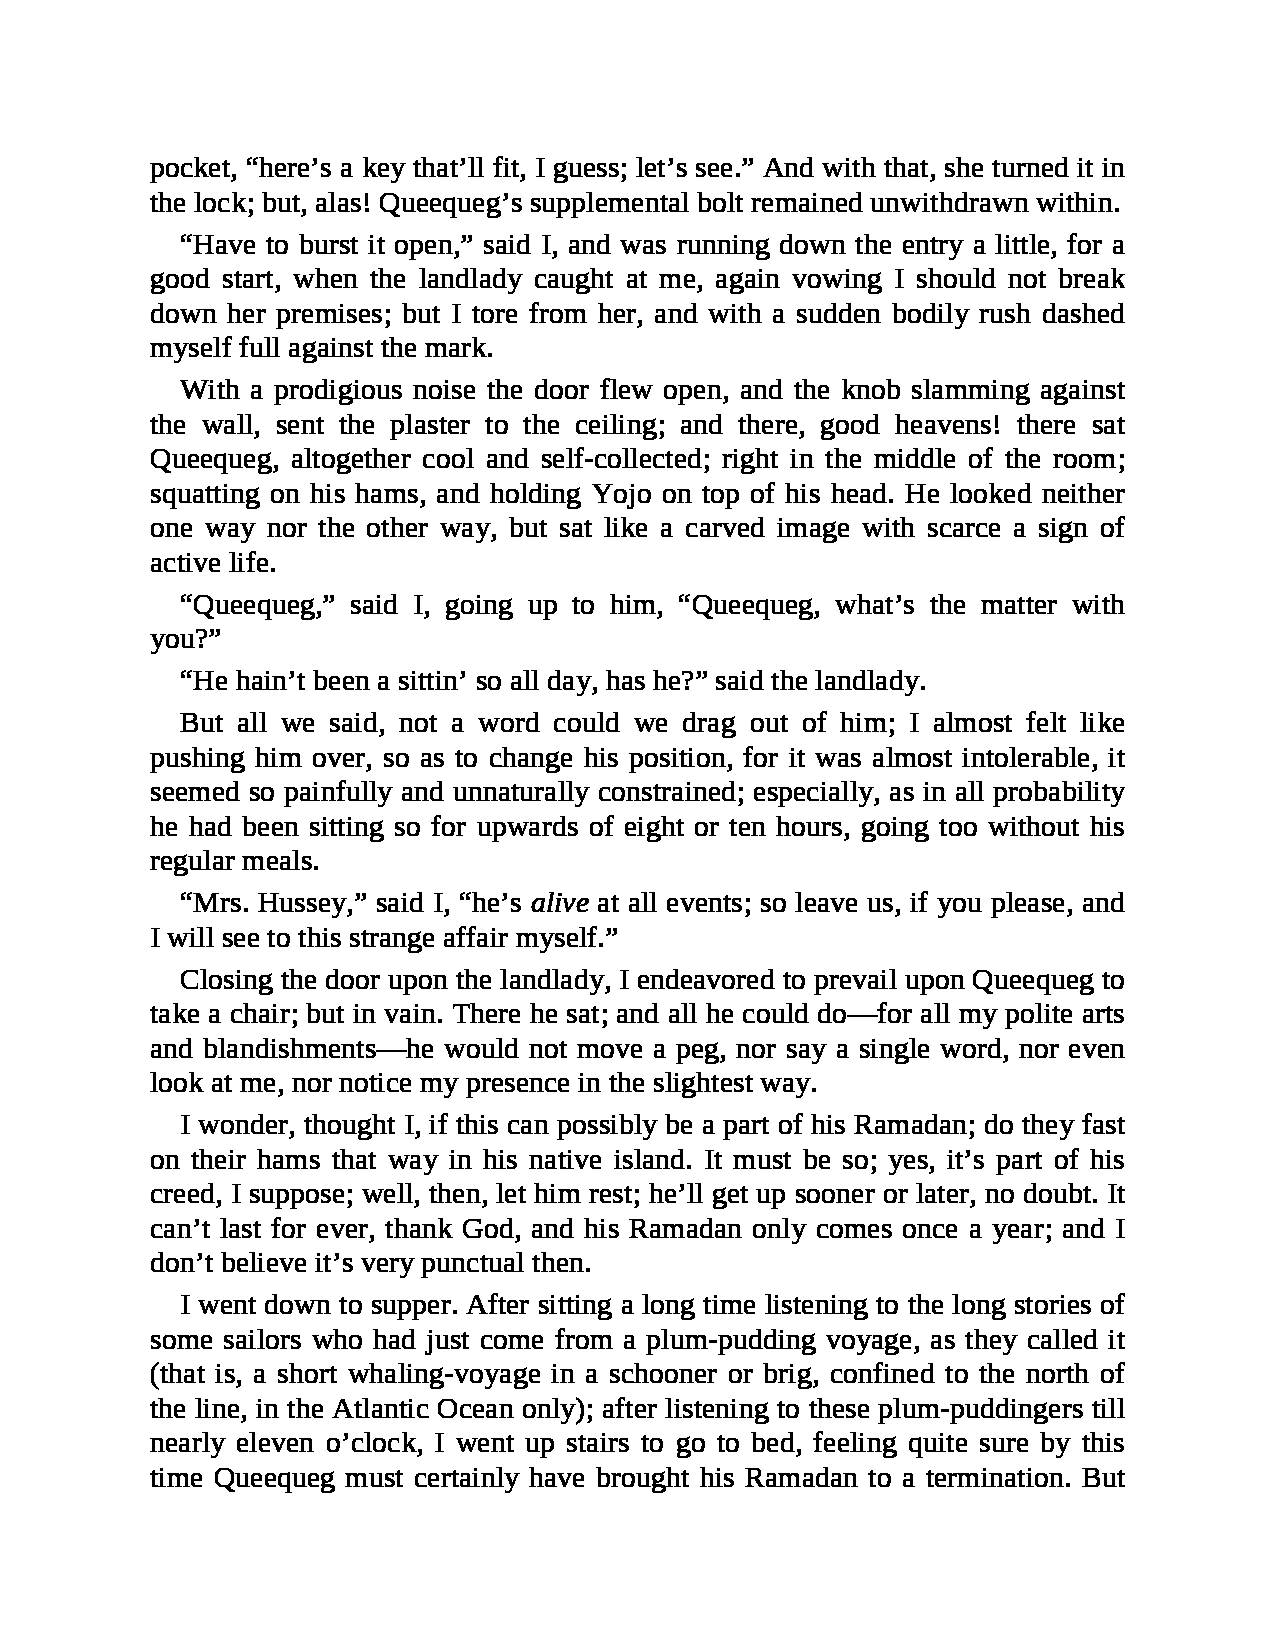 pocket, “here’s a key that’ll fit, I guess; let’s see.” And with that, she turned it in
the lock; but, alas! Queequeg’s supplemental bolt remained unwithdrawn within.
“Have to burst it open,” said I, and was running down the entry a little, for a
good start, when the landlady caught at me, again vowing I should not break
down her premises; but I tore from her, and with a sudden bodily rush dashed
myself full against the mark.
With a prodigious noise the door flew open, and the knob slamming against
the wall, sent the plaster to the ceiling; and there, good heavens! there sat
Queequeg, altogether cool and self-collected; right in the middle of the room;
squatting on his hams, and holding Yojo on top of his head. He looked neither
one way nor the other way, but sat like a carved image with scarce a sign of
active life.
“Queequeg,” said I, going up to him, “Queequeg, what’s the matter with
you?”
“He hain’t been a sittin’ so all day, has he?” said the landlady.
But all we said, not a word could we drag out of him; I almost felt like
pushing him over, so as to change his position, for it was almost intolerable, it
seemed so painfully and unnaturally constrained; especially, as in all probability
he had been sitting so for upwards of eight or ten hours, going too without his
regular meals.
“Mrs. Hussey,” said I, “he’s alive at all events; so leave us, if you please, and
I will see to this strange affair myself.”
Closing the door upon the landlady, I endeavored to prevail upon Queequeg to
take a chair; but in vain. There he sat; and all he could do—for all my polite arts
and blandishments—he would not move a peg, nor say a single word, nor even
look at me, nor notice my presence in the slightest way.
I wonder, thought I, if this can possibly be a part of his Ramadan; do they fast
on their hams that way in his native island. It must be so; yes, it’s part of his
creed, I suppose; well, then, let him rest; he’ll get up sooner or later, no doubt. It
can’t last for ever, thank God, and his Ramadan only comes once a year; and I
don’t believe it’s very punctual then.
I went down to supper. After sitting a long time listening to the long stories of
some sailors who had just come from a plum-pudding voyage, as they called it
(that is, a short whaling-voyage in a schooner or brig, confined to the north of
the line, in the Atlantic Ocean only); after listening to these plum-puddingers till
nearly eleven o’clock, I went up stairs to go to bed, feeling quite sure by this
time Queequeg must certainly have brought his Ramadan to a termination. But